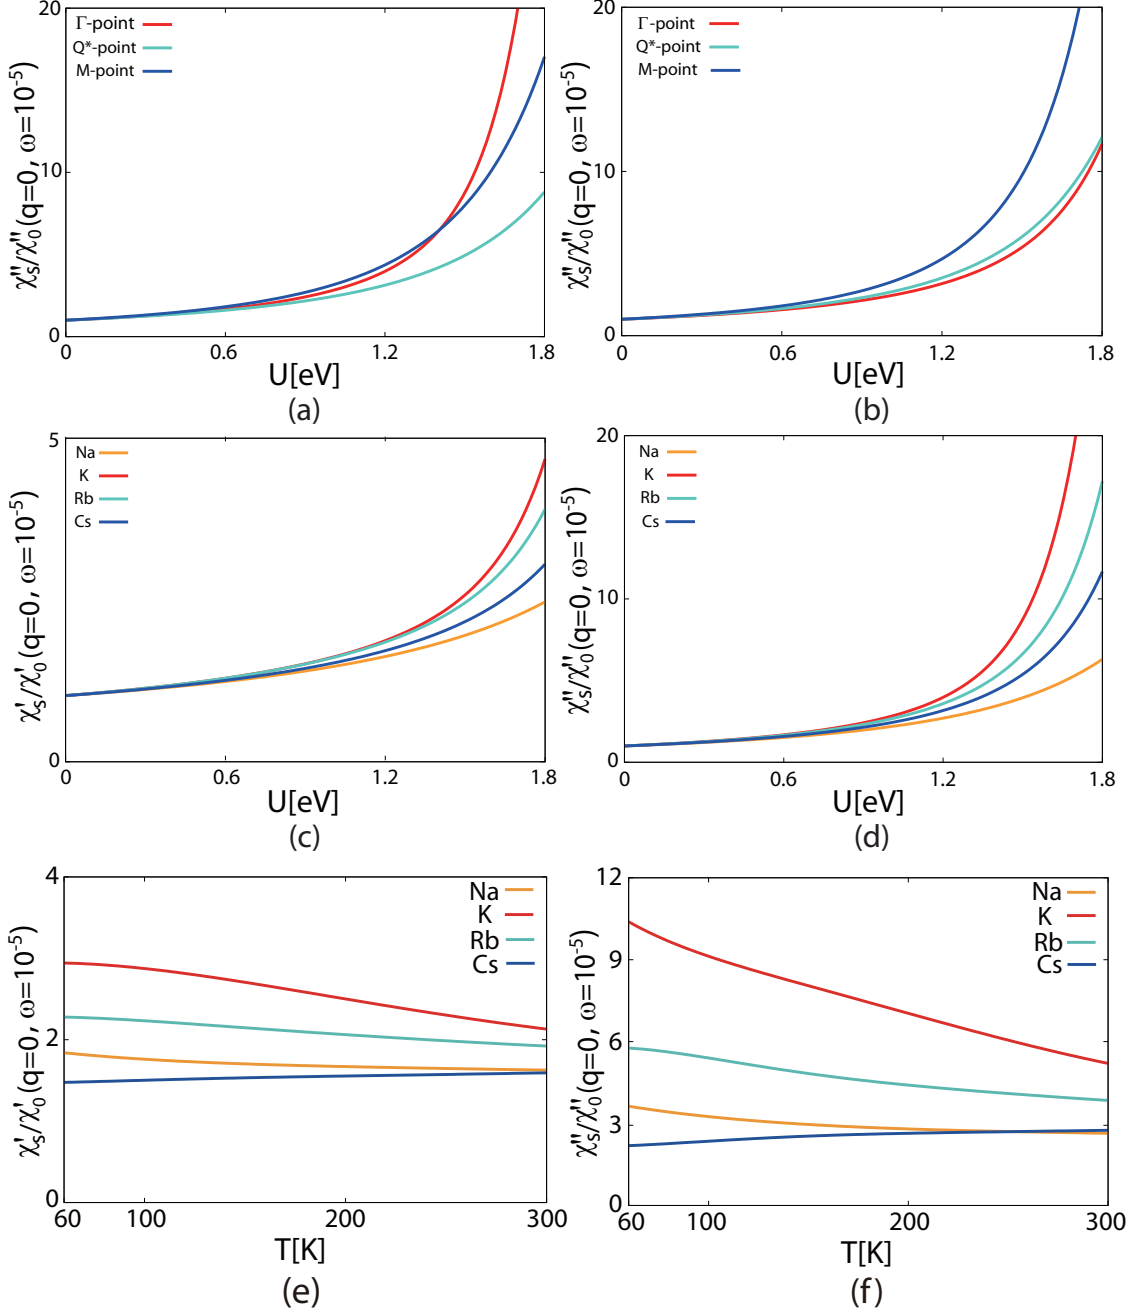 20
Γ-point
Q*-point
M-point
10
0
χ''s/χ''0(q=0, ω=10⁻⁵)
0 0.6 1.2 1.8
U[eV]
(a)
20
Γ-point
Q*-point
M-point
10
0
χ''s/χ''0(q=0, ω=10⁻⁵)
0 0.6 1.2 1.8
U[eV]
(b)
5
Na
K
Rb
Cs
0
χ's/χ'0(q=0, ω=10⁻⁵)
0 0.6 1.2 1.8
U[eV]
(c)
20
Na
K
Rb
Cs
10
0
χ''s/χ''0(q=0, ω=10⁻⁵)
0 0.6 1.2 1.8
U[eV]
(d)
4
Na
K
Rb
Cs
2
0
χ's/χ'0(q=0, ω=10⁻⁵)
60 100 200 300
T[K]
(e)
12
Na
K
Rb
Cs
9
6
3
0
χ''s/χ''0(q=0, ω=10⁻⁵)
60 100 200 300
T[K]
(f)